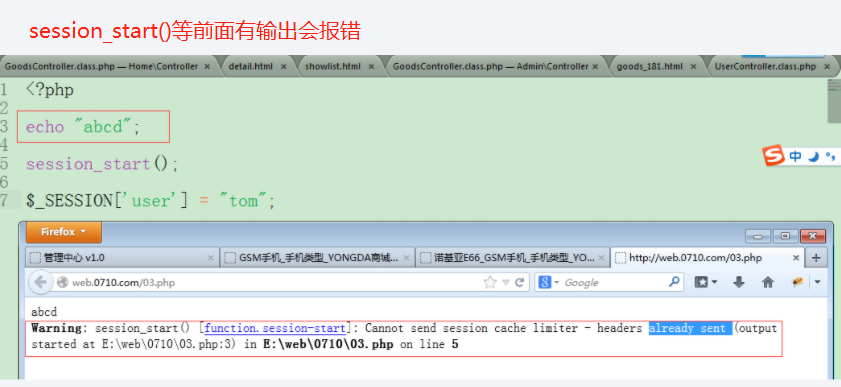 session_start()等前面有输出会报错
GoodsController.class.php — Home\Controller × detail.html × showlist.html × GoodsController.class.php — Admin\Controller × goods_181.html × UserController.class.php ×
1 <?php
2
3 echo "abcd";
4
5 session_start();
6
7 $_SESSION['user'] = "tom";
S 中
Firefox
管理中心 v1.0 × GSM手机_手机类型_YONGDA商城... × 诺基亚E66_GSM手机_手机类型_YO... × http://web.0710.com/03.php × +
web.0710.com/03.php 8 Google
abcd
Warning: session_start() [function.session-start]: Cannot send session cache limiter - headers already sent (output
started at E:\web\0710\03.php:3) in E:\web\0710\03.php on line 5